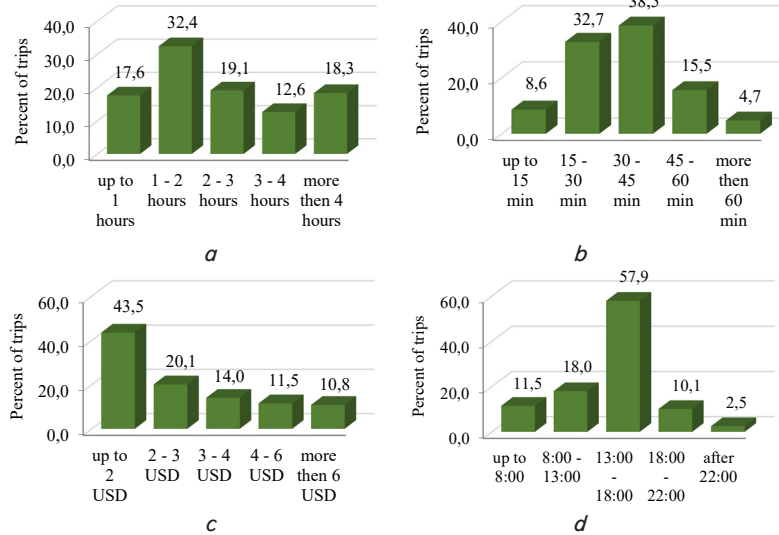 Percent of trips
40,0
30,0
20,0
10,0
0,0
17,6
32,4
19,1
12,6
18,3
up to
1
hours
1 - 2
hours
2 - 3
hours
3 - 4
hours
more
then 4
hours
a
Percent of trips
40,0
20,0
0,0
8,6
32,7
38,5
15,5
4,7
up to
15
min
15 -
30
min
30 -
45
min
45 -
60
min
more
then
60
min
b
Percent of trips
60,0
40,0
20,0
0,0
43,5
20,1
14,0
11,5
10,8
up to
2
USD
2 - 3
USD
3 - 4
USD
4 - 6
USD
more
then 6
USD
c
Percent of trips
60,0
40,0
20,0
0,0
11,5
18,0
57,9
10,1
2,5
up to
8:00
8:00 -
13:00
13:00
-
18:00
18:00
-
22:00
after
22:00
d